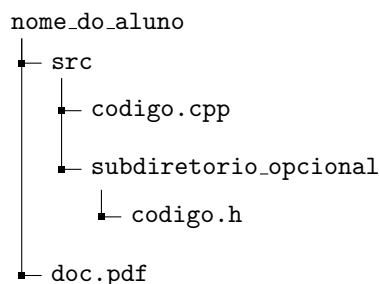 nome_do_aluno
src
codigo.cpp
subdiretorio_opcional
codigo.h
doc.pdf